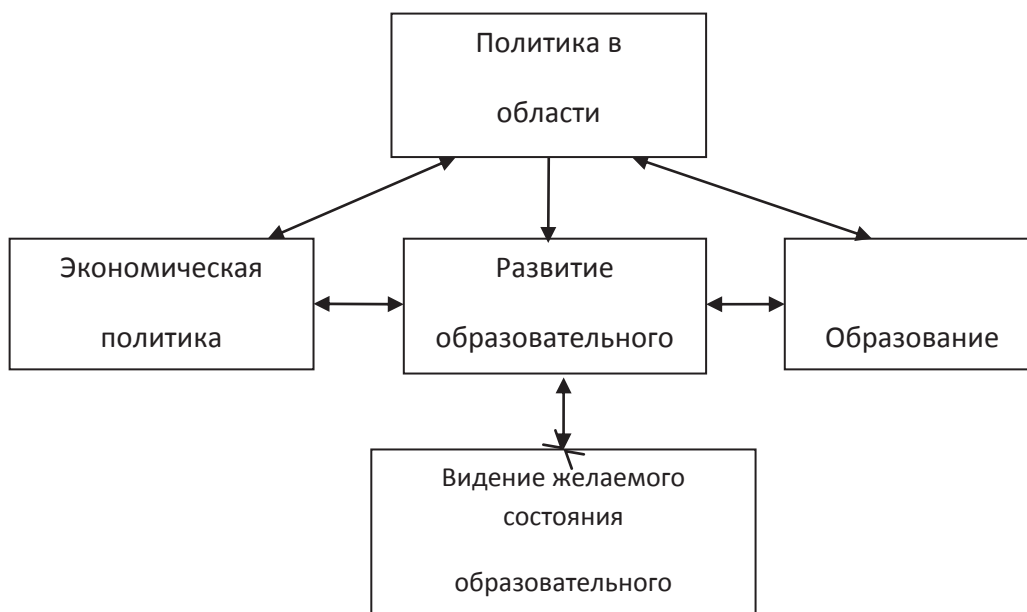 Политика в
области
Экономическая
политика
Развитие
образовательного
Образование
Видение желаемого
состояния
образовательного